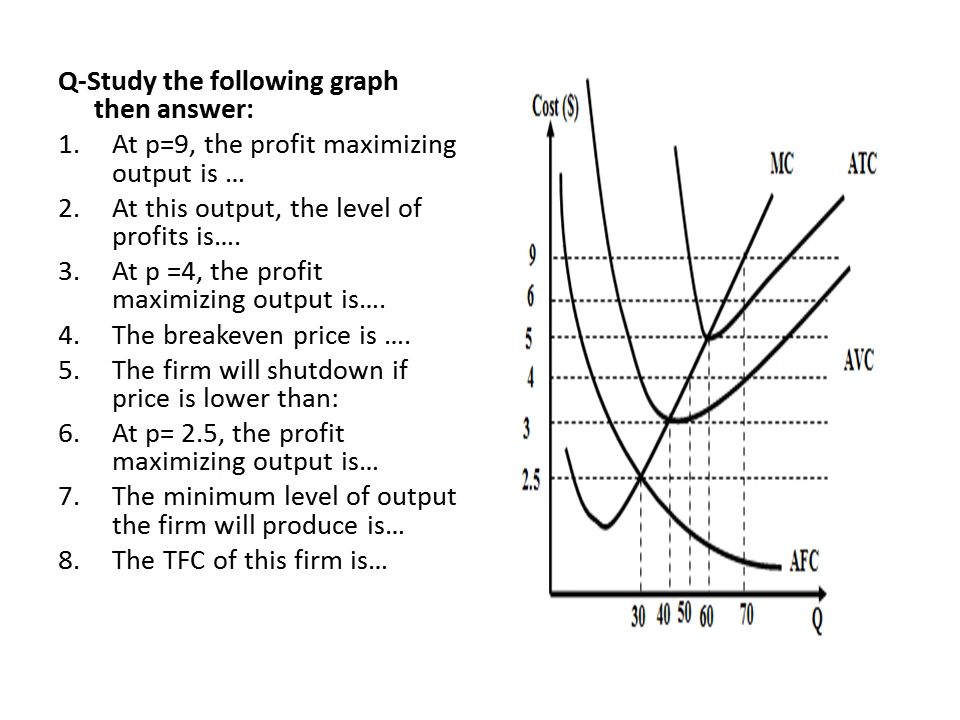 Q-Study the following graph
then answer:
1. At p=9, the profit maximizing
output is …
2. At this output, the level of
profits is….
3. At p =4, the profit
maximizing output is….
4. The breakeven price is ….
5. The firm will shutdown if
price is lower than:
6. At p= 2.5, the profit
maximizing output is…
7. The minimum level of output
the firm will produce is…
8. The TFC of this firm is…
Cost ($)
MC ATC
9
6
5
AVC
4
3
2.5
AFC
30 40 50 60 70 Q